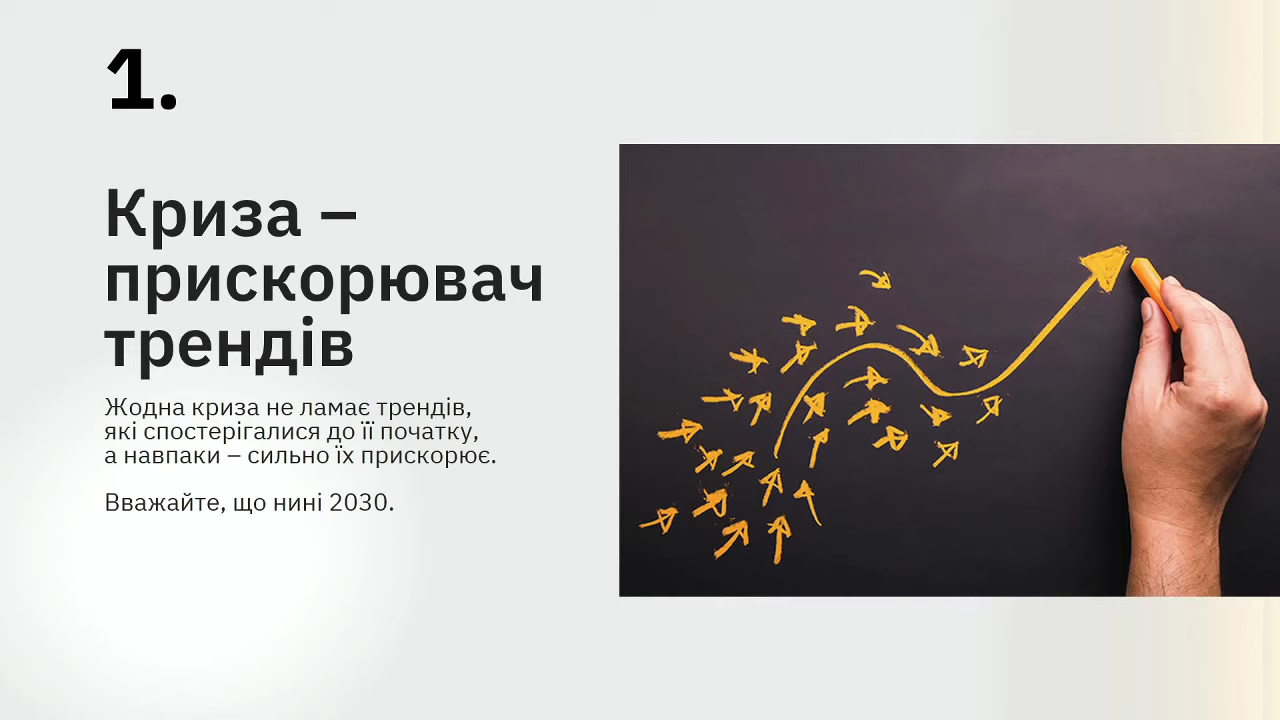 1.
Криза –
прискорювач
трендів
Жодна криза не ламає трендів,
які спостерігалися до її початку,
а навпаки – сильно їх прискорює.
Вважайте, що нині 2030.